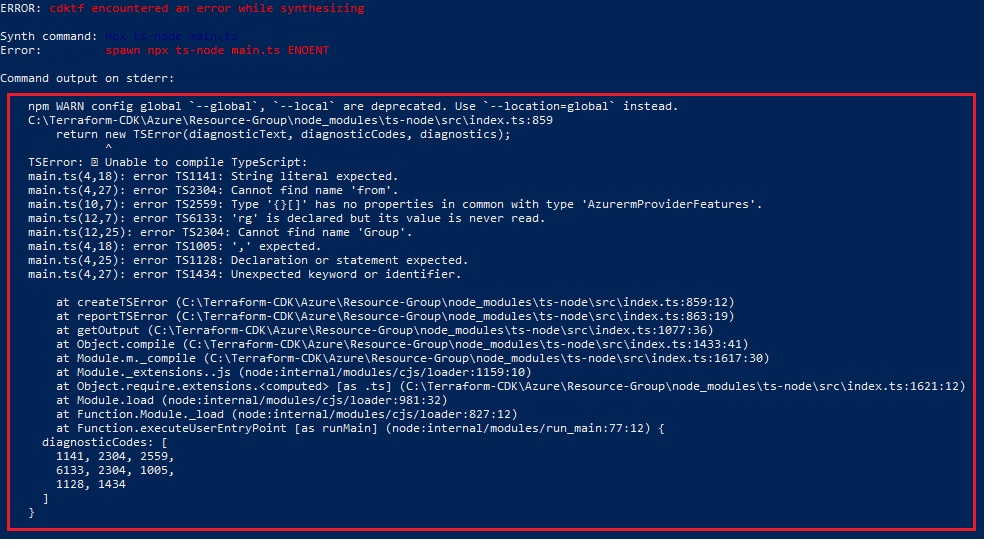 ERROR: cdktf encountered an error while synthesizing
Synth command: npx ts-node main.ts
Error: spawn npx ts-node main.ts ENOENT
Command output on stderr:
npm WARN config global `--global`, `--local` are deprecated. Use `--location=global` instead.
C:\Terraform-CDK\Azure\Resource-Group\node_modules\ts-node\src\index.ts:859
return new TSError(diagnosticText, diagnosticCodes, diagnostics);
^
TSError: ⨯ Unable to compile TypeScript:
main.ts(4,18): error TS1141: String literal expected.
main.ts(4,27): error TS2304: Cannot find name 'from'.
main.ts(10,7): error TS2559: Type '{}[]' has no properties in common with type 'AzurermProviderFeatures'.
main.ts(12,7): error TS6133: 'rg' is declared but its value is never read.
main.ts(12,25): error TS2304: Cannot find name 'Group'.
main.ts(4,18): error TS1005: ',' expected.
main.ts(4,25): error TS1128: Declaration or statement expected.
main.ts(4,27): error TS1434: Unexpected keyword or identifier.
at createTSError (C:\Terraform-CDK\Azure\Resource-Group\node_modules\ts-node\src\index.ts:859:12)
at reportTSError (C:\Terraform-CDK\Azure\Resource-Group\node_modules\ts-node\src\index.ts:863:19)
at getOutput (C:\Terraform-CDK\Azure\Resource-Group\node_modules\ts-node\src\index.ts:1077:36)
at Object.compile (C:\Terraform-CDK\Azure\Resource-Group\node_modules\ts-node\src\index.ts:1433:41)
at Module.m._compile (C:\Terraform-CDK\Azure\Resource-Group\node_modules\ts-node\src\index.ts:1617:30)
at Module._extensions..js (node:internal/modules/cjs/loader:1159:10)
at Object.require.extensions.<computed> [as .ts] (C:\Terraform-CDK\Azure\Resource-Group\node_modules\ts-node\src\index.ts:1621:12)
at Module.load (node:internal/modules/cjs/loader:981:32)
at Function.Module._load (node:internal/modules/cjs/loader:827:12)
at Function.executeUserEntryPoint [as runMain] (node:internal/modules/run_main:77:12) {
diagnosticCodes: [
1141, 2304, 2559,
6133, 2304, 1005,
1128, 1434
]
}